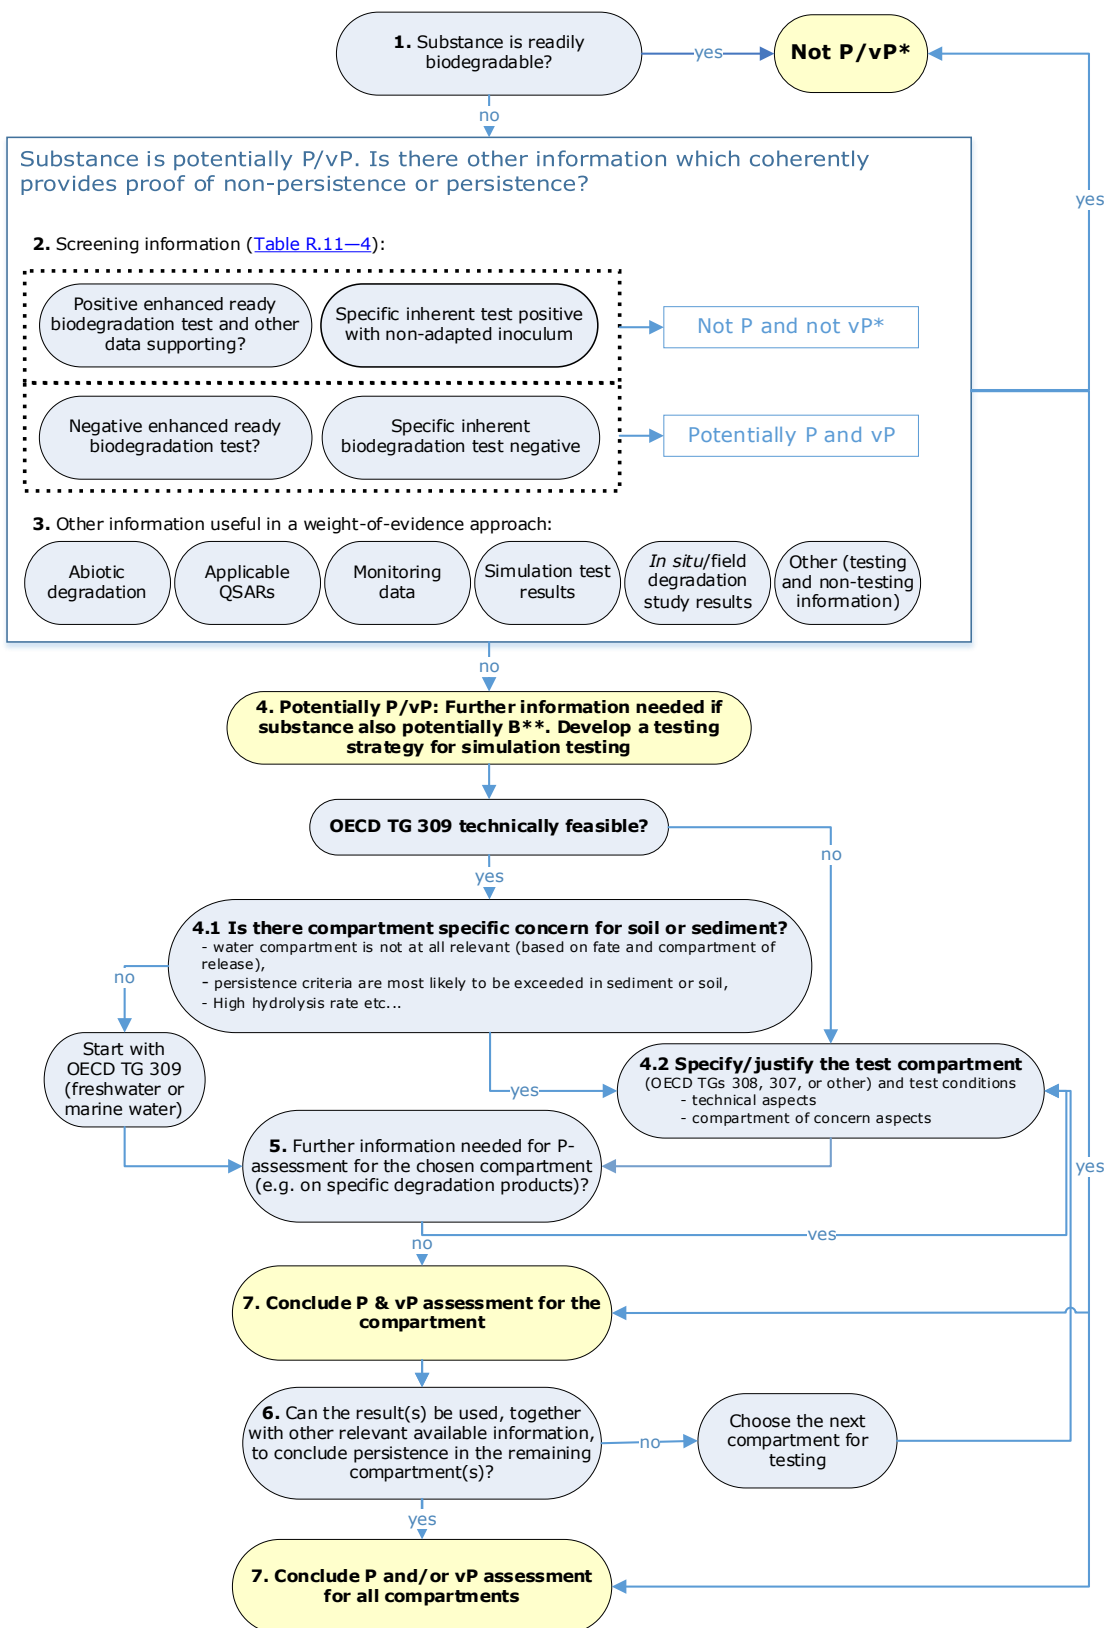 1. Substance is readily
biodegradable?
yes
Not P/vP*
no
Substance is potentially P/vP. Is there other information which coherently
provides proof of non-persistence or persistence?
yes
2. Screening information (Table R.11—4):
Positive enhanced ready
biodegradation test and other
data supporting?
Specific inherent test positive
with non-adapted inoculum
Not P and not vP*
Negative enhanced ready
biodegradation test?
Specific inherent
biodegradation test negative
Potentially P and vP
3. Other information useful in a weight-of-evidence approach:
Abiotic
degradation
Applicable
QSARs
Monitoring
data
Simulation test
results
In situ/field
degradation
study results
Other (testing
and non-testing
information)
no
4. Potentially P/vP: Further information needed if
substance also potentially B**. Develop a testing
strategy for simulation testing
OECD TG 309 technically feasible?
no
yes
4.1 Is there compartment specific concern for soil or sediment?
- water compartment is not at all relevant (based on fate and compartment of
release),
- persistence criteria are most likely to be exceeded in sediment or soil,
- High hydrolysis rate etc...
no
Start with
OECD TG 309
(freshwater or
marine water)
yes
4.2 Specify/justify the test compartment
(OECD TGs 308, 307, or other) and test conditions
- technical aspects
- compartment of concern aspects
5. Further information needed for P-
assessment for the chosen compartment
(e.g. on specific degradation products)?
yes
yes
no
7. Conclude P & vP assessment for the
compartment
6. Can the result(s) be used, together
with other relevant available information,
to conclude persistence in the remaining
compartment(s)?
no
Choose the next
compartment for
testing
yes
7. Conclude P and/or vP assessment
for all compartments